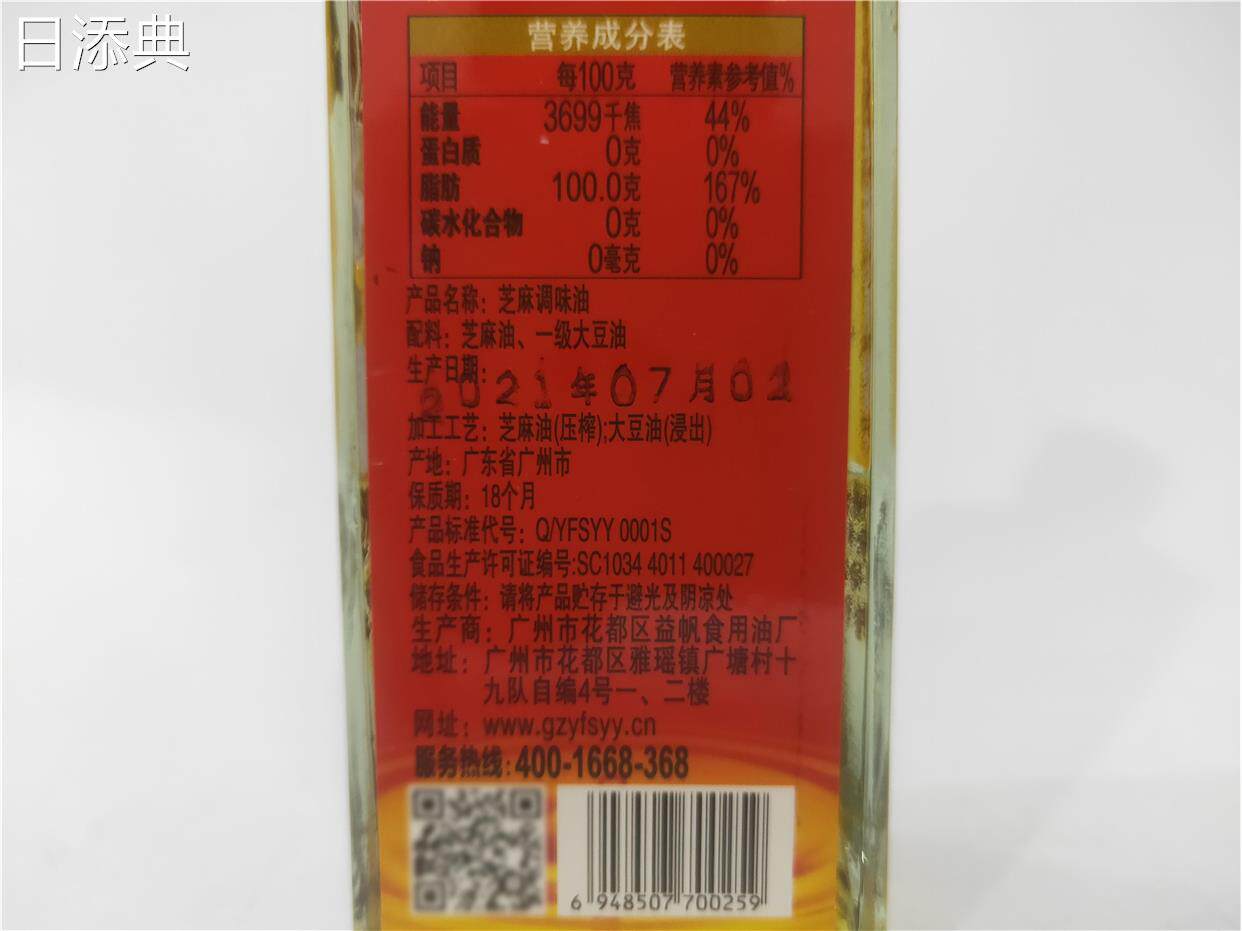 日添典
营养成分表
项目 每100克 营养素参考值%
能量 3699千焦 44%
蛋白质 0克 0%
脂肪 100.0克 167%
碳水化合物 0克 0%
钠 0毫克 0%
产品名称：芝麻调味油
配料：芝麻油、一级大豆油
生产日期：
2021年07月01
加工工艺：芝麻油(压榨);大豆油(浸出)
产地：广东省广州市
保质期：18个月
产品标准代号：Q/YFSYY 0001S
食品生产许可证编号:SC1034 4011 400027
储存条件：请将产品贮存于避光及阴凉处
生产商：广州市花都区益帆食用油厂
地址：广州市花都区雅瑶镇广塘村十
九队自编4号一、二楼
网址：www.gzyfsyy.cn
服务热线:400-1668-368
6 948507 700259